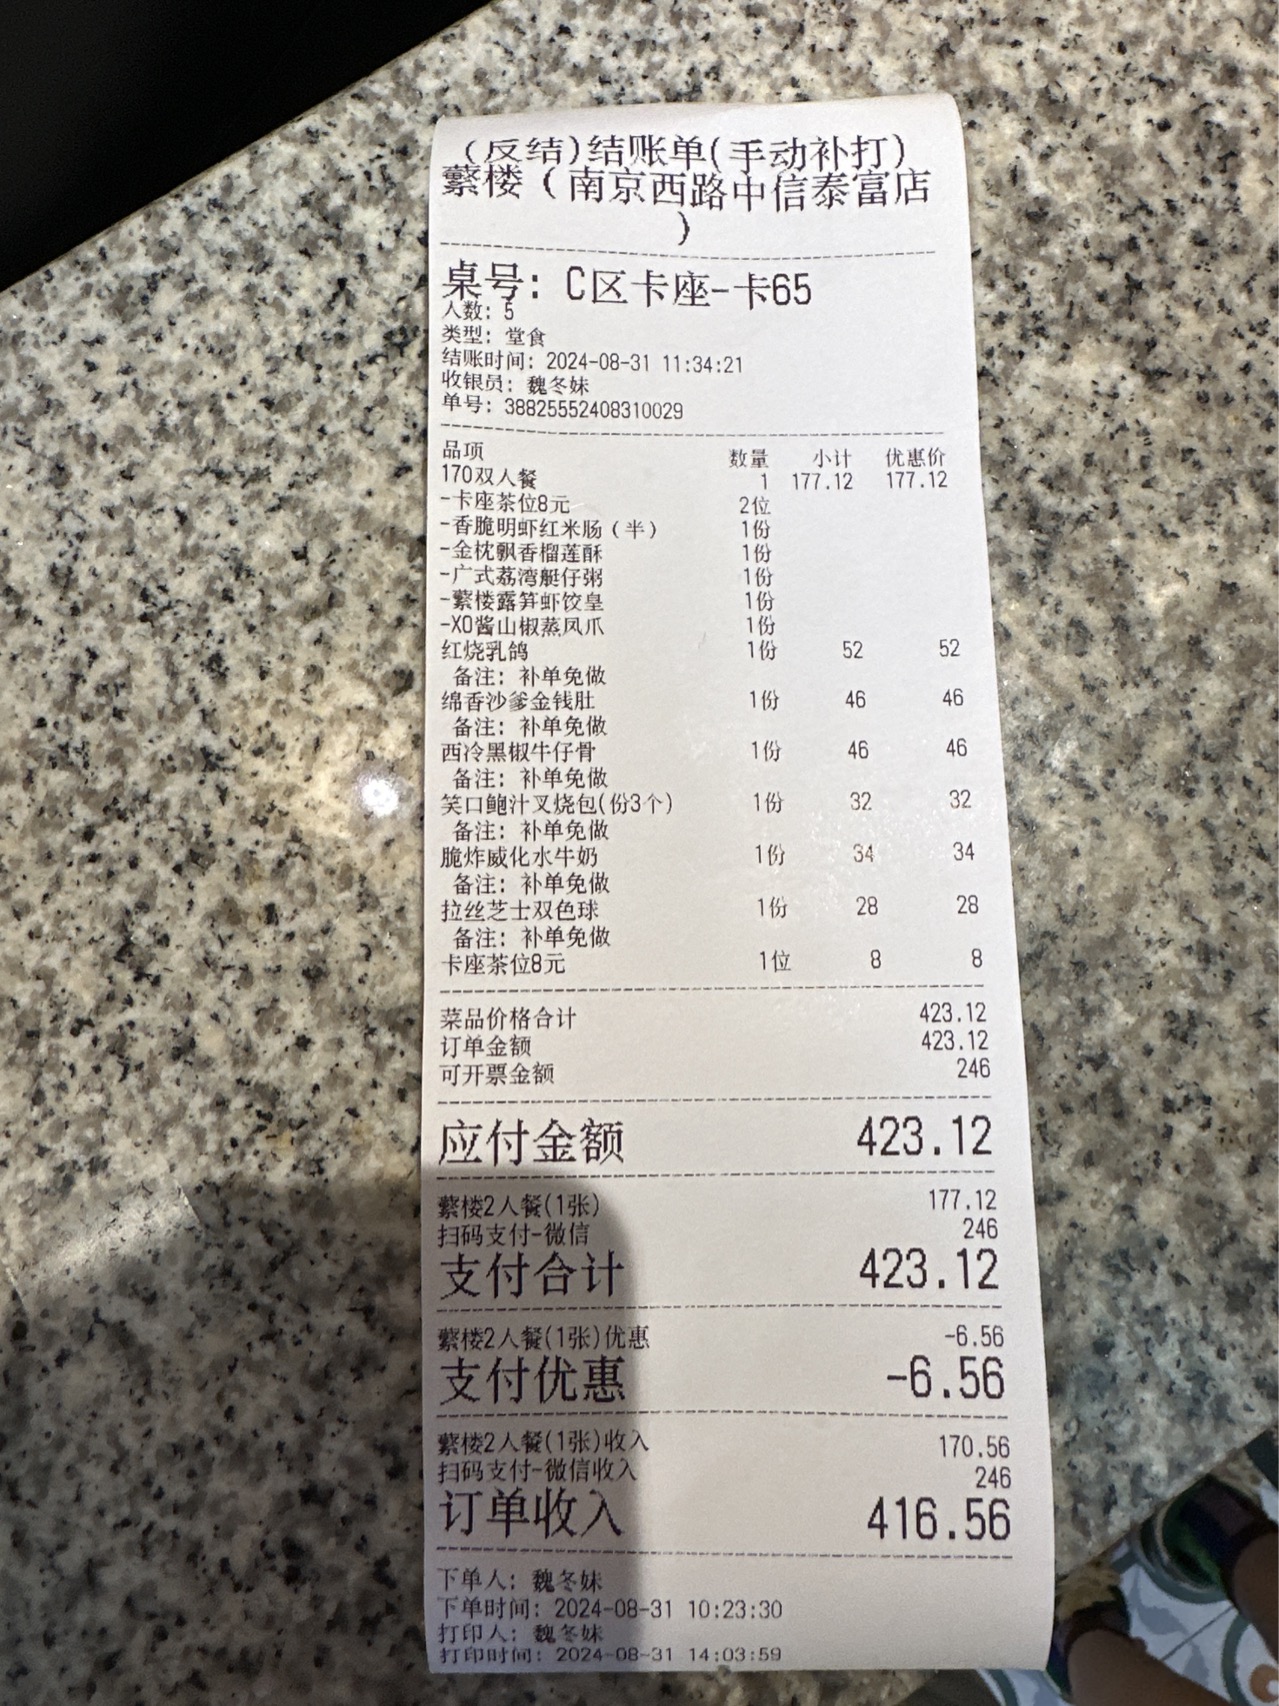 (反结)结账单(手动补打)
蘩楼(南京西路中信泰富店
)
桌号: C区卡座-卡65
人数: 5
类型: 堂食
结账时间: 2024-08-31 11:34:21
收银员: 魏冬妹
单号: 38825552408310029
品项 数量 小计 优惠价
170双人餐 1 177.12 177.12
-卡座茶位8元 2位
-香脆明虾红米肠(半) 1份
-金枕飘香榴莲酥 1份
-广式荔湾艇仔粥 1份
-蘩楼露笋虾饺皇 1份
-XO酱山椒蒸凤爪 1份
红烧乳鸽 1份 52 52
备注: 补单免做
绵香沙爹金钱肚 1份 46 46
备注: 补单免做
西冷黑椒牛仔骨 1份 46 46
备注: 补单免做
笑口鲍汁叉烧包(份3个) 1份 32 32
备注: 补单免做
脆炸威化水牛奶 1份 34 34
备注: 补单免做
拉丝芝士双色球 1份 28 28
备注: 补单免做
卡座茶位8元 1位 8 8
菜品价格合计 423.12
订单金额 423.12
可开票金额 246
应付金额 423.12
蘩楼2人餐(1张) 177.12
扫码支付-微信 246
支付合计 423.12
蘩楼2人餐(1张)优惠 -6.56
支付优惠 -6.56
蘩楼2人餐(1张)收入 170.56
扫码支付-微信收入 246
订单收入 416.56
下单人: 魏冬妹
下单时间: 2024-08-31 10:23:30
打印人: 魏冬妹
打印时间: 2024-08-31 14:03:59